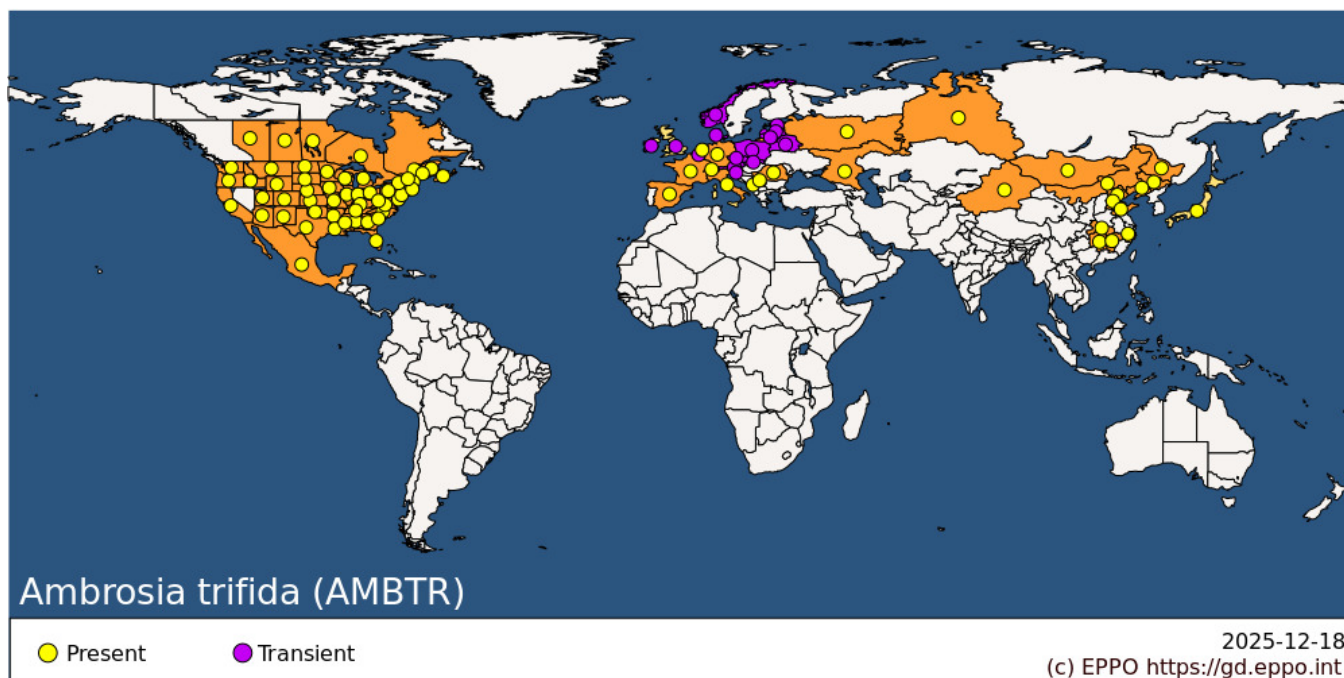 Ambrosia trifida (AMBTR)
Present
Transient
2025-12-18
(c) EPPO https://gd.eppo.int